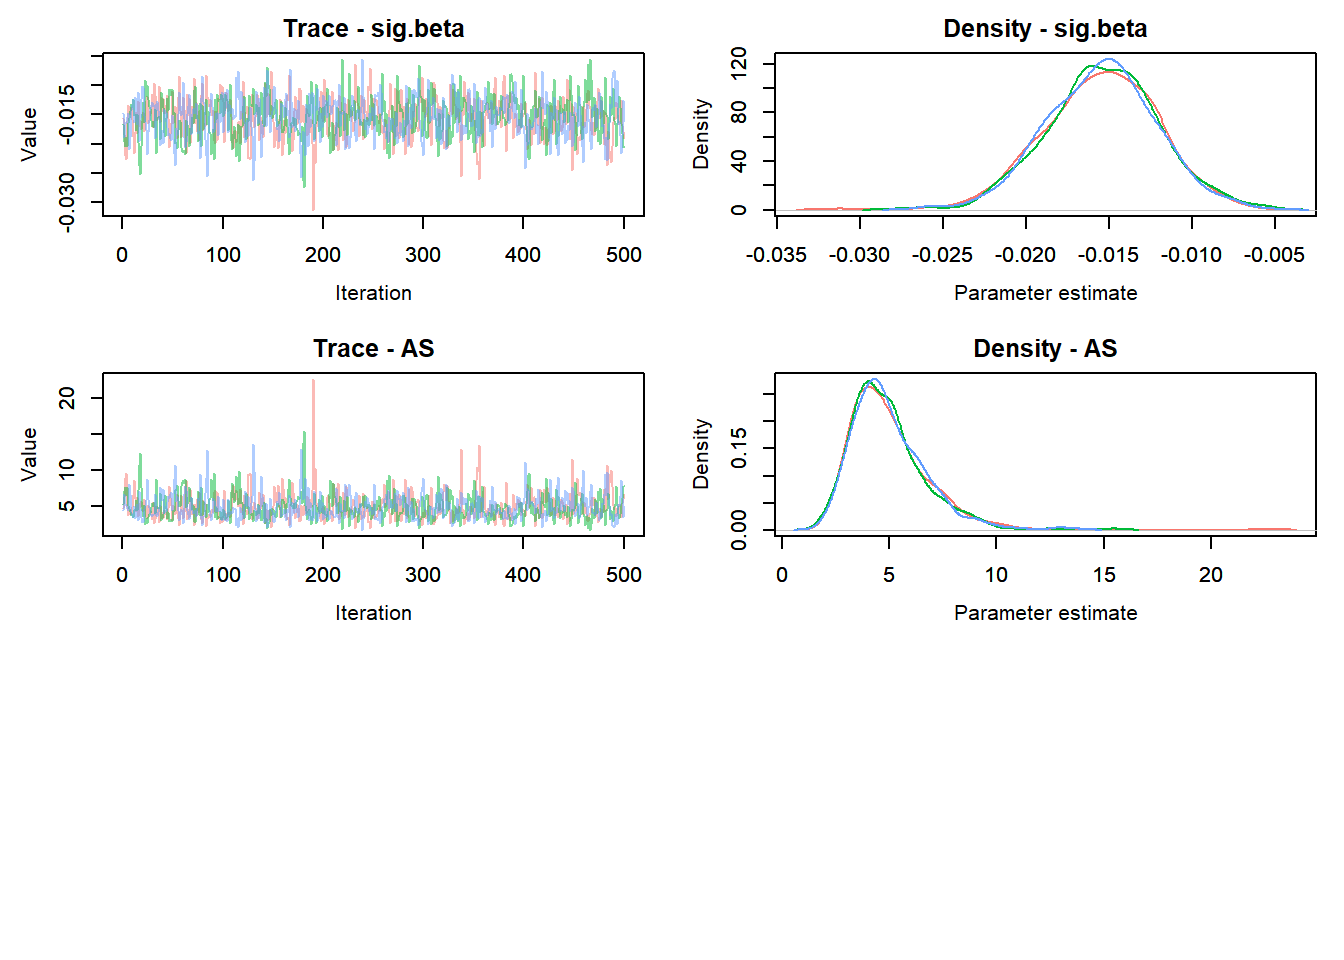 Trace - sig.beta
Value
-0.030 -0.015
0 100 200 300 400 500
Iteration
Density - sig.beta
Density
0 40 80 120
-0.035 -0.030 -0.025 -0.020 -0.015 -0.010 -0.005
Parameter estimate
Trace - AS
Value
5 10 20
0 100 200 300 400 500
Iteration
Density - AS
Density
0.00 0.15
0 5 10 15 20
Parameter estimate